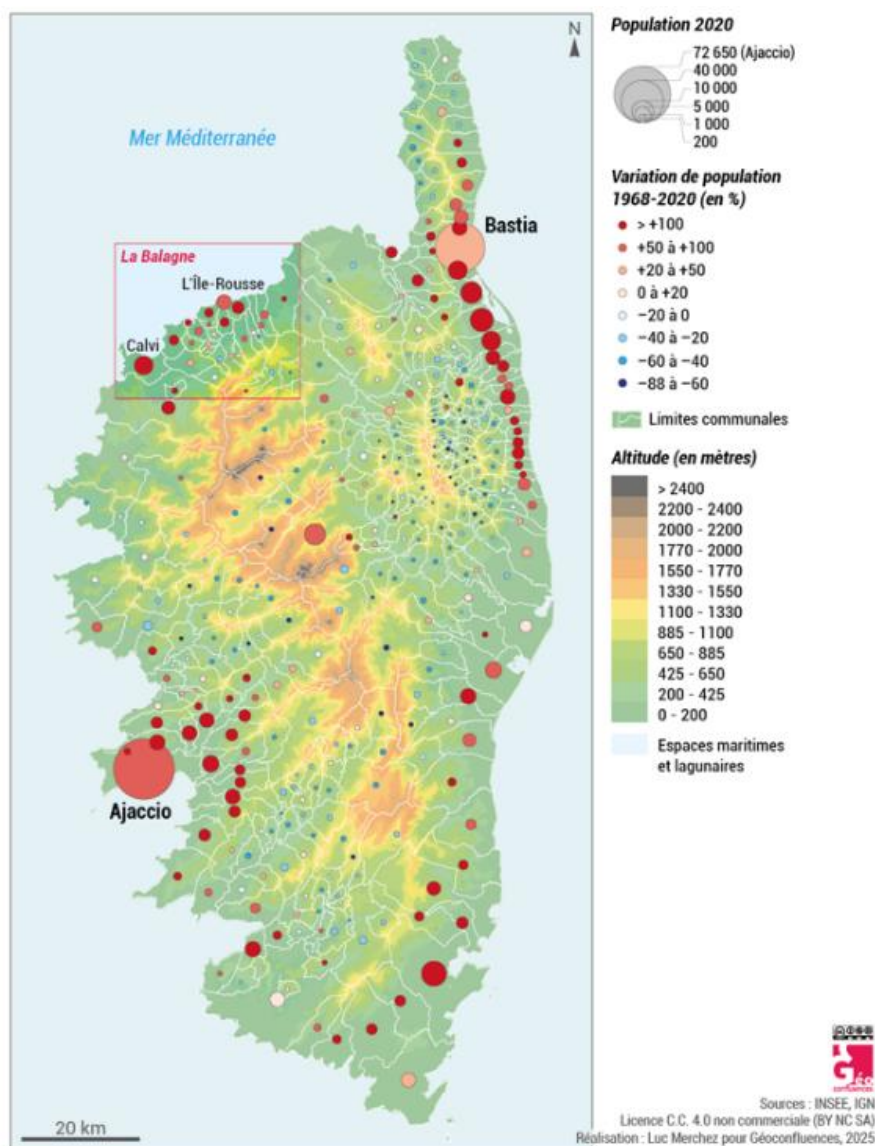 N
Mer Méditerranée
Bastia
La Balagne
L'Île-Rousse
Calvi
Ajaccio
20 km
Population 2020
72 650 (Ajaccio)
40 000
10 000
5 000
1 000
200
Variation de population
1968-2020 (en %)
> +100
+50 à +100
+20 à +50
0 à +20
−20 à 0
−40 à −20
−60 à −40
−88 à −60
Limites communales
Altitude (en mètres)
> 2400
2200 - 2400
2000 - 2200
1770 - 2000
1550 - 1770
1330 - 1550
1100 - 1330
885 - 1100
650 - 885
425 - 650
200 - 425
0 - 200
Espaces maritimes
et lagunaires
Géo
confluences
Sources : INSEE, IGN
Licence C.C. 4.0 non commerciale (BY NC SA)
Réalisation : Luc Merchez pour Géoconfluences, 2025